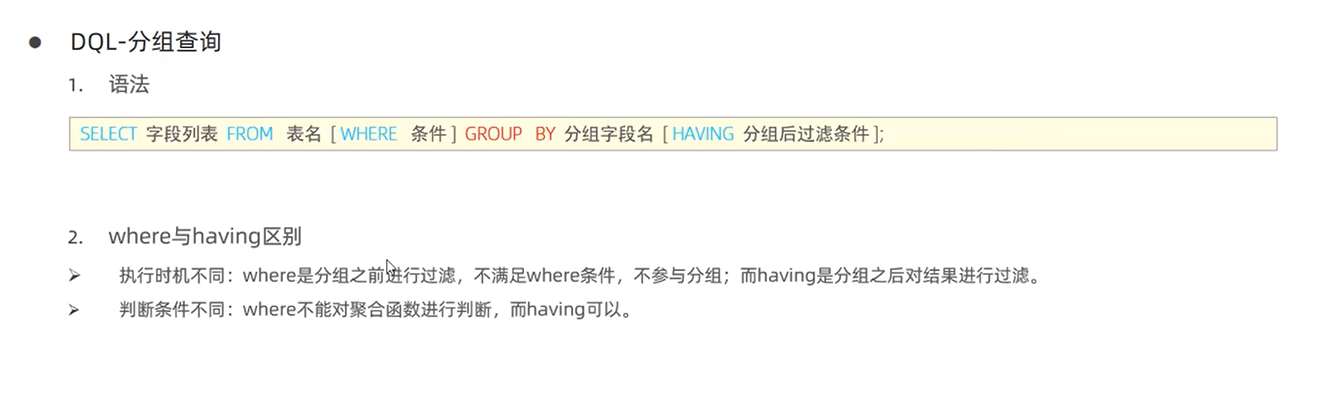 ● DQL-分组查询
1. 语法
SELECT 字段列表 FROM 表名 [ WHERE 条件 ] GROUP BY 分组字段名 [ HAVING 分组后过滤条件 ];
2. where与having区别
➢ 执行时机不同：where是分组之前进行过滤，不满足where条件，不参与分组；而having是分组之后对结果进行过滤。
➢ 判断条件不同：where不能对聚合函数进行判断，而having可以。